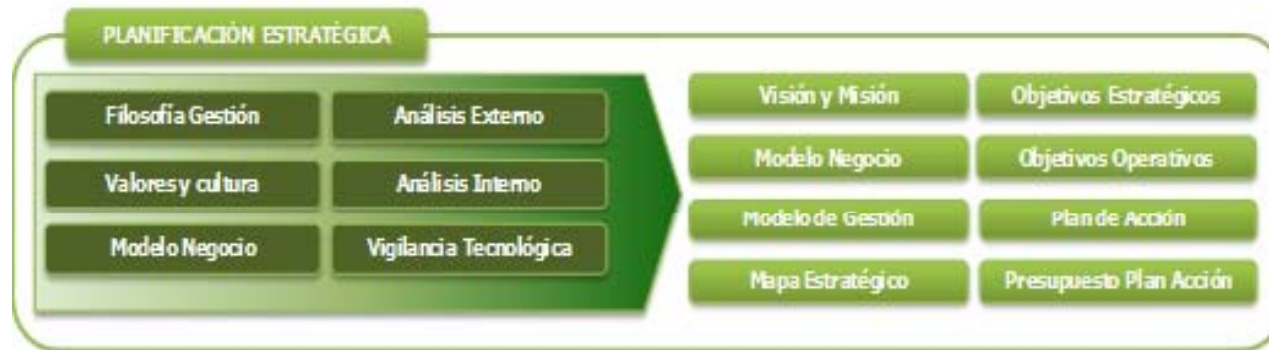 PLANIFICACIÓN ESTRATÉGICA
Filosofía Gestión
Análisis Externo
Valores y cultura
Análisis Interno
Modelo Negocio
Vigilancia Tecnológica
Visión y Misión
Objetivos Estratégicos
Modelo Negocio
Objetivos Operativos
Modelo de Gestión
Plan de Acción
Mapa Estratégico
Presupuesto Plan Acción